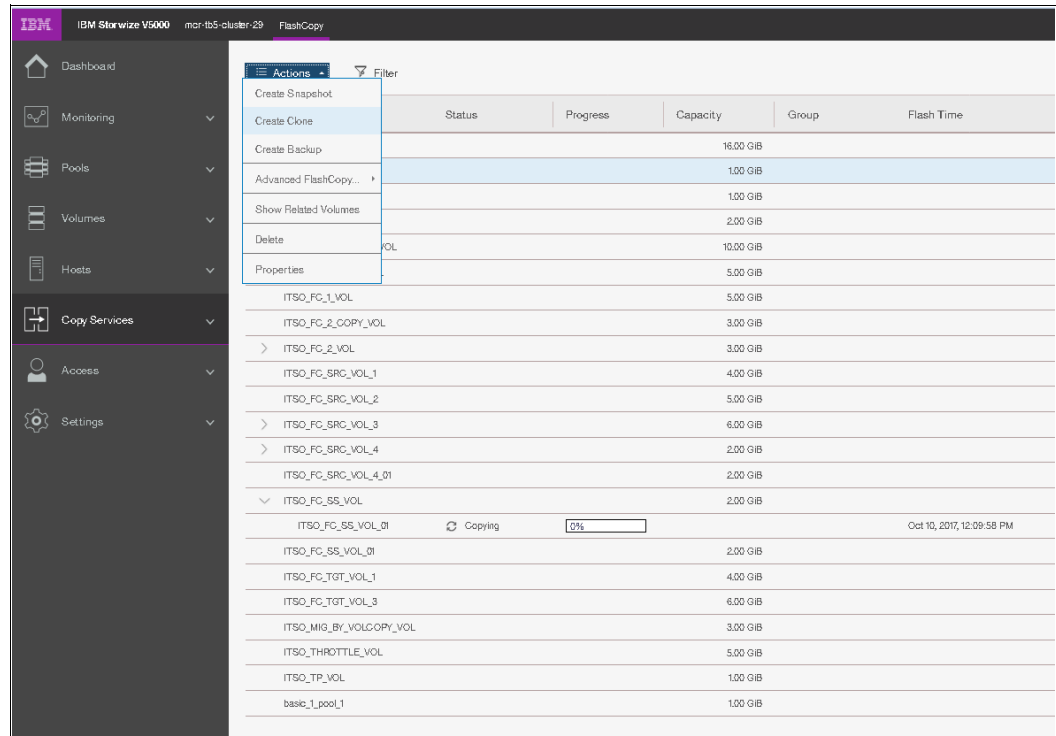 IBM IBM Storwize V5000 mcr-tb5-cluster-29 FlashCopy
Dashboard
Monitoring
Pools
Volumes
Hosts
Copy Services
Access
Settings
Actions Filter
Create Snapshot
Create Clone
Create Backup
Advanced FlashCopy...
Show Related Volumes
Delete
Properties
Status Progress Capacity Group Flash Time
16.00 GiB
1.00 GiB
1.00 GiB
2.00 GiB
VOL 10.00 GiB
5.00 GiB
ITSO_FC_1_VOL 5.00 GiB
ITSO_FC_2_COPY_VOL 3.00 GiB
ITSO_FC_2_VOL 3.00 GiB
ITSO_FC_SRC_VOL_1 4.00 GiB
ITSO_FC_SRC_VOL_2 5.00 GiB
ITSO_FC_SRC_VOL_3 6.00 GiB
ITSO_FC_SRC_VOL_4 2.00 GiB
ITSO_FC_SRC_VOL_4_01 2.00 GiB
ITSO_FC_SS_VOL 2.00 GiB
ITSO_FC_SS_VOL_01 Copying 0% Oct 10, 2017, 12:09:58 PM
ITSO_FC_SS_VOL_01 2.00 GiB
ITSO_FC_TGT_VOL_1 4.00 GiB
ITSO_FC_TGT_VOL_3 6.00 GiB
ITSO_MIG_BY_VOLCOPY_VOL 3.00 GiB
ITSO_THROTTLE_VOL 5.00 GiB
ITSO_TP_VOL 1.00 GiB
basic_1_pool_1 1.00 GiB